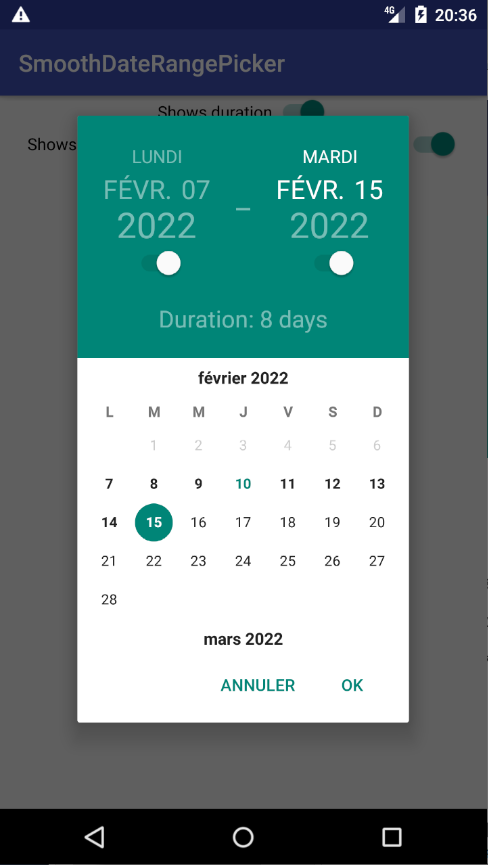 4G 20:36
SmoothDateRangePicker
Shows duration
Shows
LUNDI MARDI
FÉVR. 07 – FÉVR. 15
2022 2022
Duration: 8 days
février 2022
L M M J V S D
1 2 3 4 5 6
7 8 9 10 11 12 13
14 15 16 17 18 19 20
21 22 23 24 25 26 27
28
mars 2022
ANNULER OK